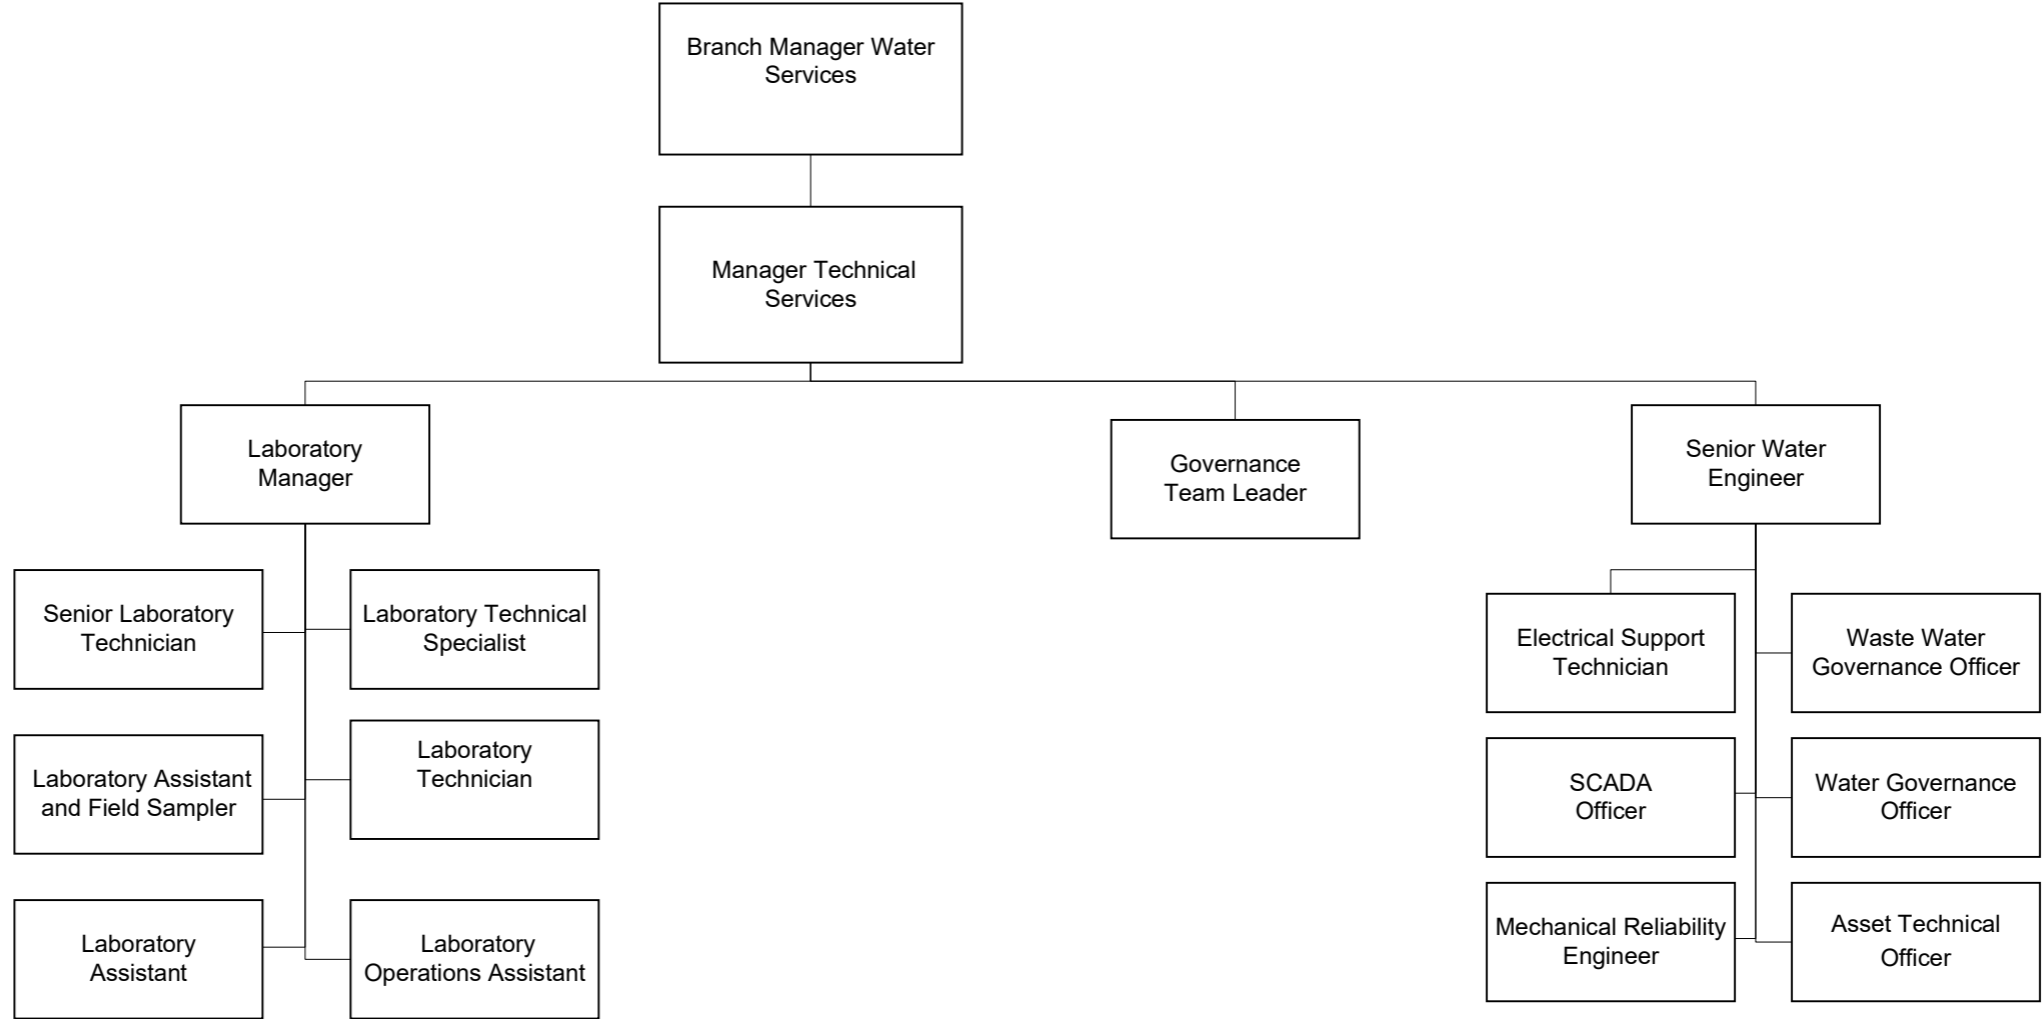 Branch Manager Water
Services
Manager Technical
Services
Laboratory
Manager
Governance
Team Leader
Senior Water
Engineer
Senior Laboratory
Technician
Laboratory Technical
Specialist
Electrical Support
Technician
Waste Water
Governance Officer
Laboratory Assistant
and Field Sampler
Laboratory
Technician
SCADA
Officer
Water Governance
Officer
Laboratory
Assistant
Laboratory
Operations Assistant
Mechanical Reliability
Engineer
Asset Technical
Officer